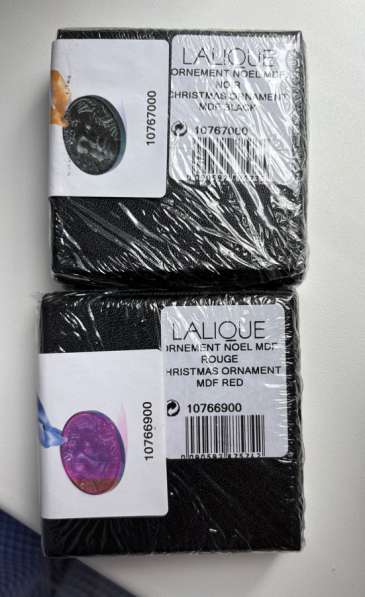 LALIQUE
ORNEMENT NOEL MDF
NOIR
CHRISTMAS ORNAMENT
MDF BLACK
10767000
10767000
LALIQUE
ORNEMENT NOEL MDF
ROUGE
CHRISTMAS ORNAMENT
MDF RED
10766900
10766900